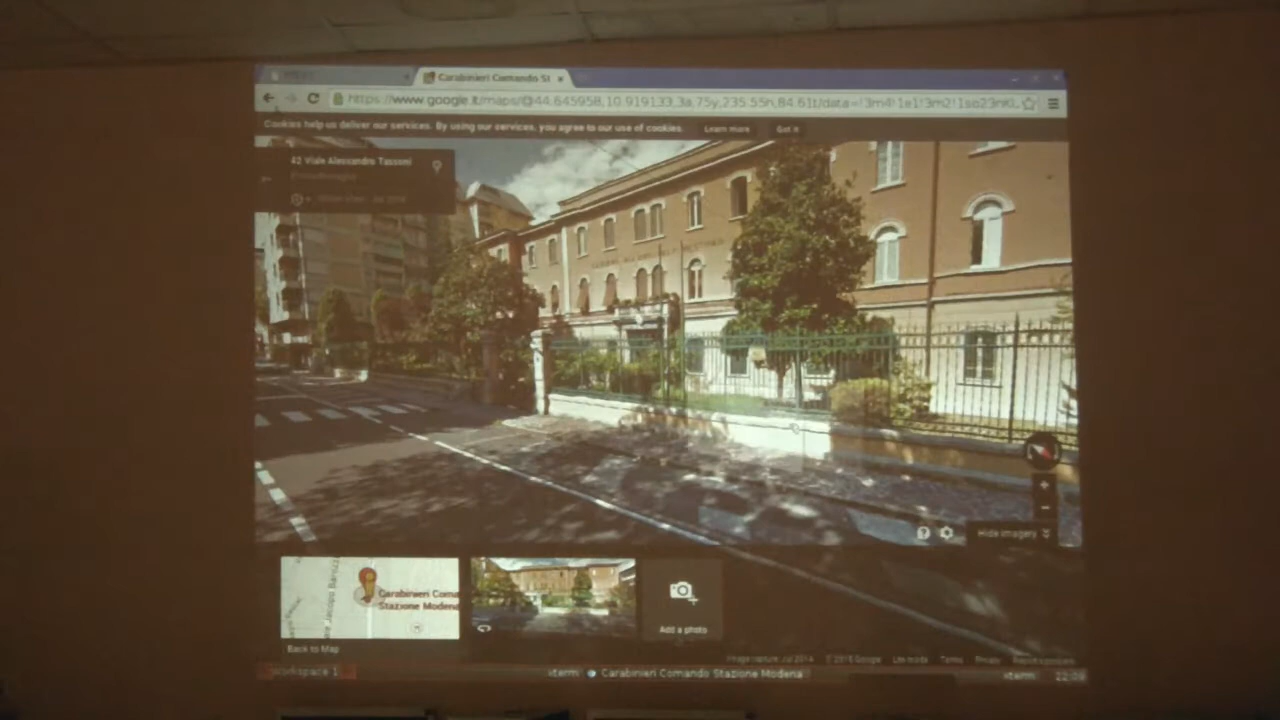 Carabinieri Comando St
https://www.google.it/maps/@44.645958,10.919133,3a,75y,235.55h,84.61t/data=!3m4!1e1!3m2!1s
Cookies help us deliver our services. By using our services, you agree to our use of cookies. Learn more Got it
42 Viale Alessandro Tassoni
Hide imagery
Carabinieri Coma
Stazione Modena
Add a photo
Back to Map
Image capture: Jul 2014 © 2015 Google Terms Privacy Report a problem
workspace 1 xterm Carabinieri Comando Stazione Modena xterm